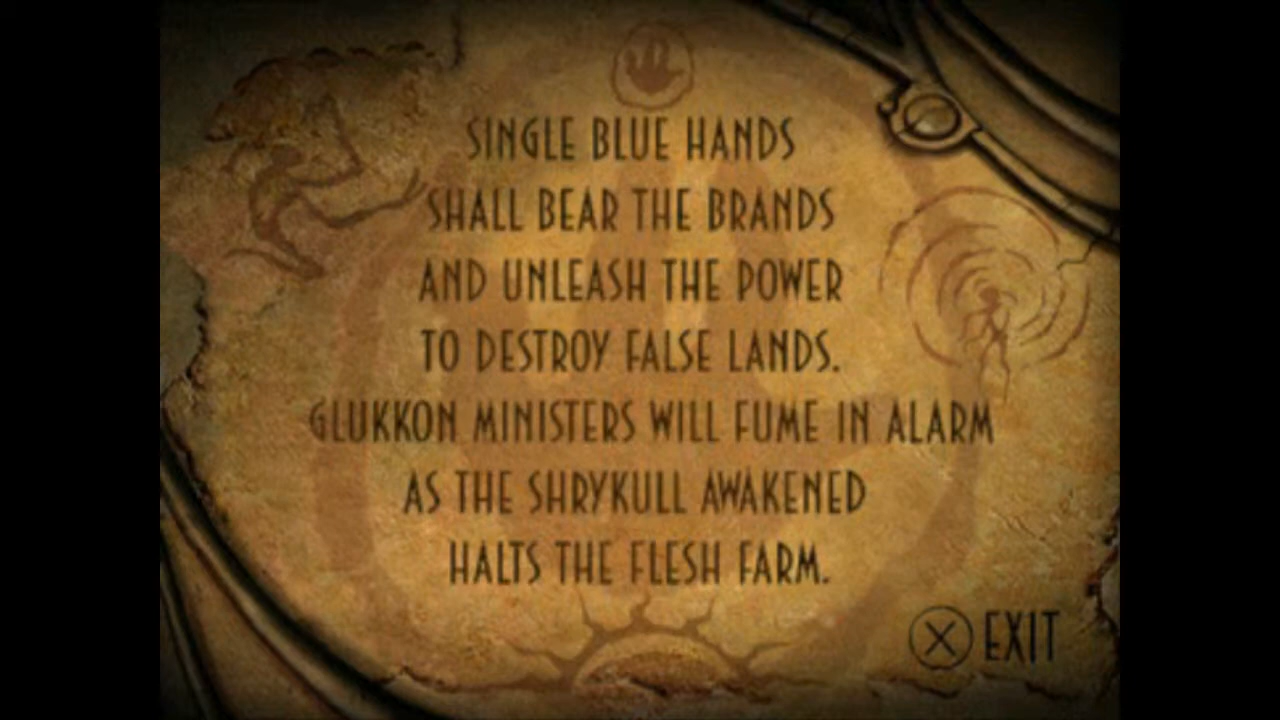 SINGLE BLUE HANDS
SHALL BEAR THE BRANDS
AND UNLEASH THE POWER
TO DESTROY FALSE LANDS.
GLUKKON MINISTERS WILL FUME IN ALARM
AS THE SHRYKULL AWAKENED
HALTS THE FLESH FARM.
X EXIT